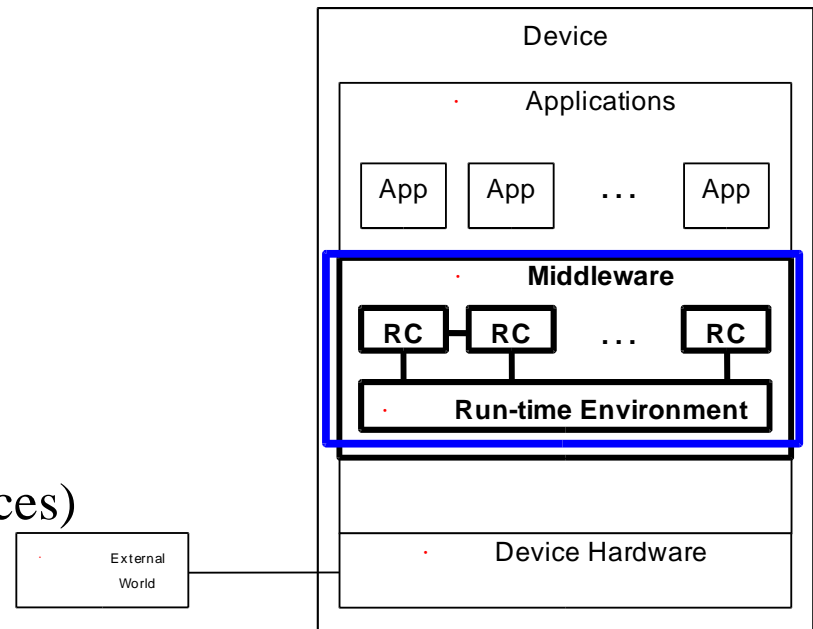 Device
Applications
App App ... App
Middleware
RC RC ... RC
Run-time Environment
ces)
External
World
Device Hardware